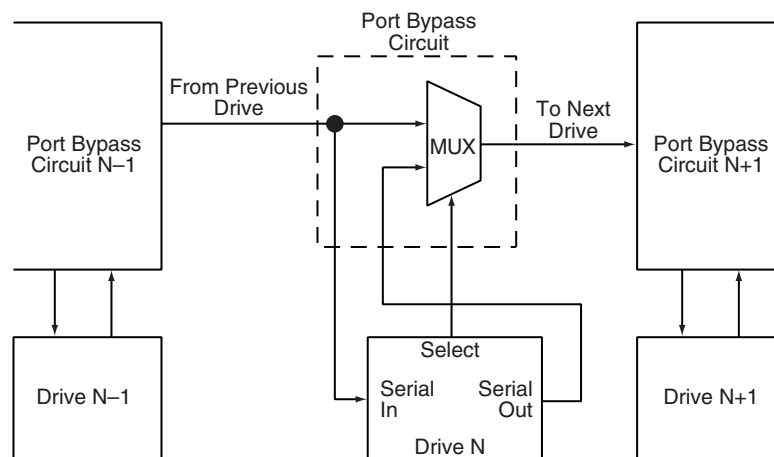 Port Bypass
Circuit
From Previous
Drive
To Next
Drive
Port Bypass
Circuit N–1
MUX
Port Bypass
Circuit N+1
Select
Serial
In
Serial
Out
Drive N
Drive N–1
Drive N+1